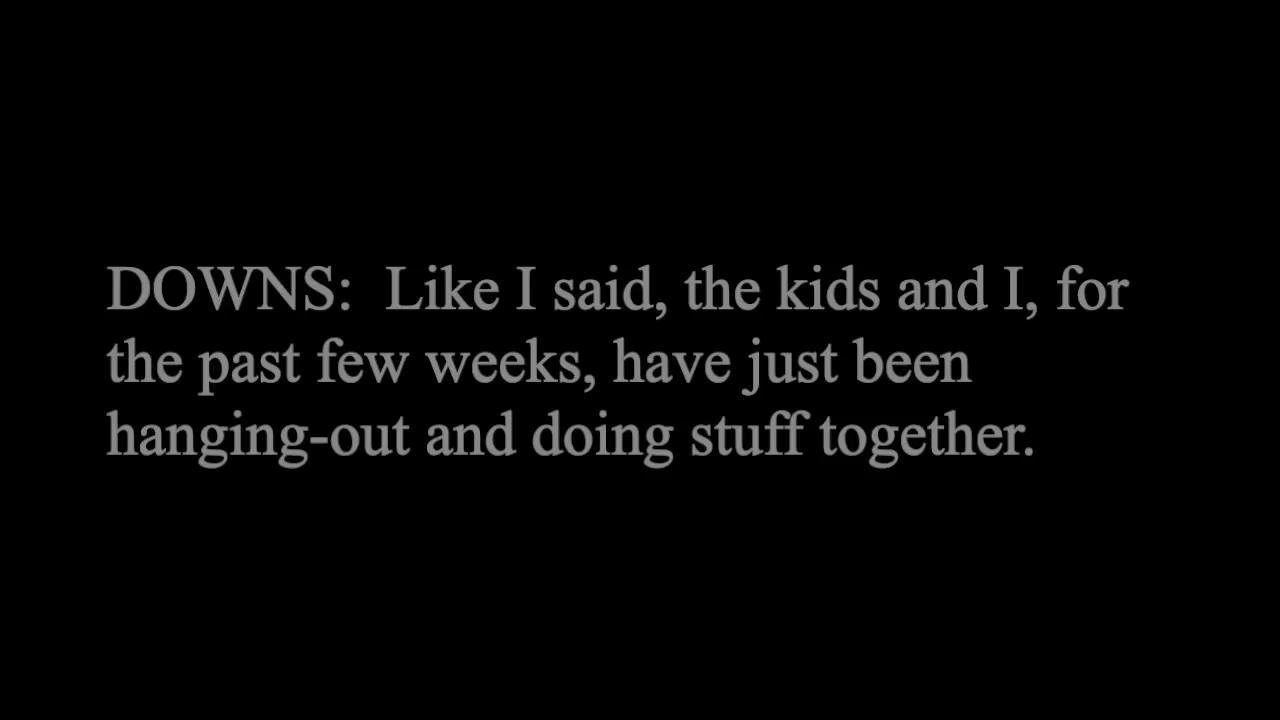 DOWNS:  Like I said, the kids and I, for
the past few weeks, have just been
hanging-out and doing stuff together.